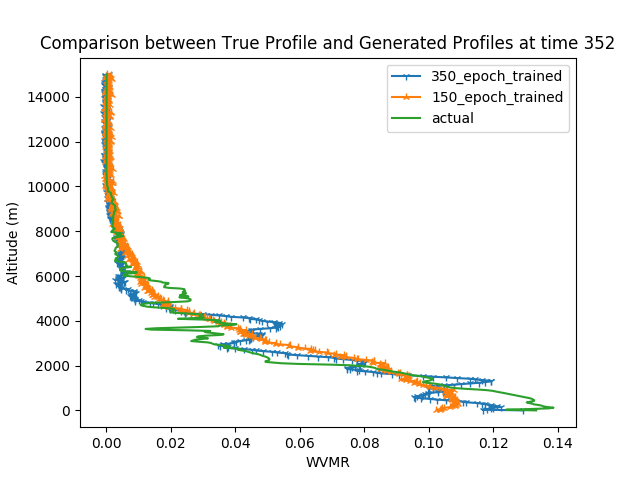 Comparison between True Profile and Generated Profiles at time 352
350_epoch_trained
150_epoch_trained
actual
14000
12000
10000
8000
6000
4000
2000
0
Altitude (m)
0.00 0.02 0.04 0.06 0.08 0.10 0.12 0.14
WVMR